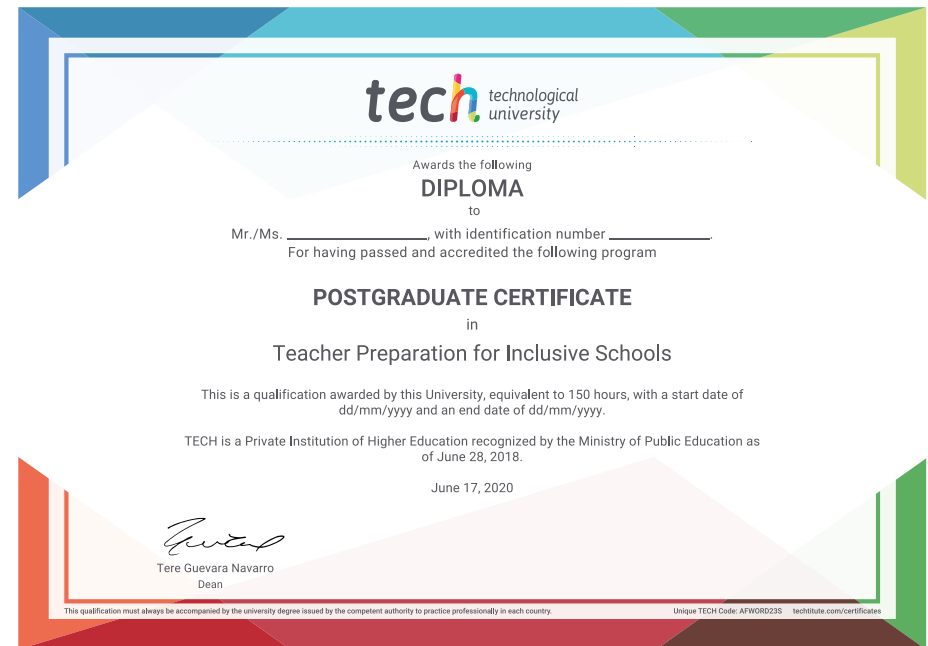 tech technological
university
Awards the following
DIPLOMA
to
Mr./Ms. ____________________, with identification number ______________.
For having passed and accredited the following program
POSTGRADUATE CERTIFICATE
in
Teacher Preparation for Inclusive Schools
This is a qualification awarded by this University, equivalent to 150 hours, with a start date of
dd/mm/yyyy and an end date of dd/mm/yyyy.
TECH is a Private Institution of Higher Education recognized by the Ministry of Public Education as
of June 28, 2018.
June 17, 2020
Tere Guevara Navarro
Dean
This qualification must always be accompanied by the university degree issued by the competent authority to practice professionally in each country. Unique TECH Code: AFWORD23S techtitute.com/certificates